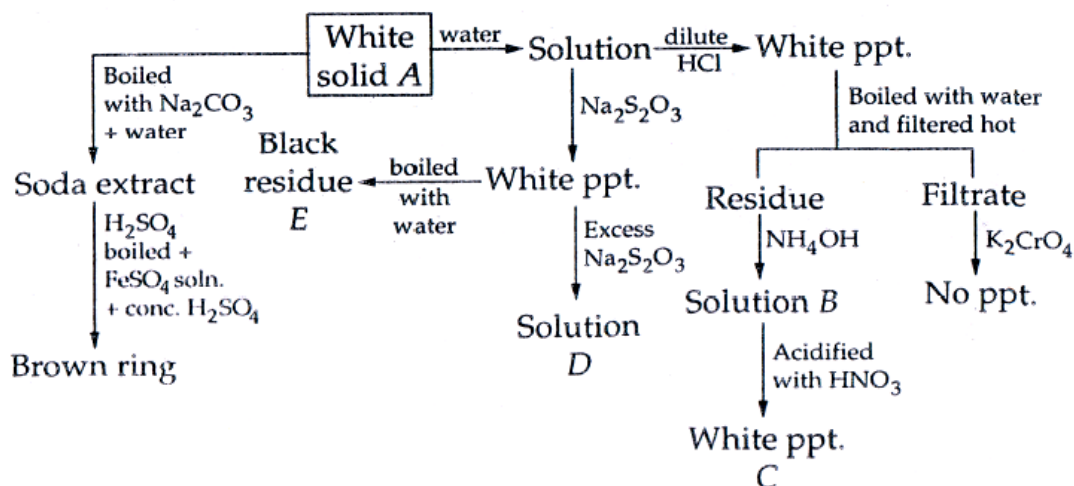 White
solid A
water
Solution
dilute
HCl
White ppt.
Boiled
with Na₂CO₃
+ water
Na₂S₂O₃
Boiled with water
and filtered hot
Soda extract
Black
residue
E
boiled
with
water
White ppt.
Residue
Filtrate
H₂SO₄
boiled +
FeSO₄ soln.
+ conc. H₂SO₄
Excess
Na₂S₂O₃
NH₄OH
K₂CrO₄
Brown ring
Solution
D
Solution B
No ppt.
Acidified
with HNO₃
White ppt.
C